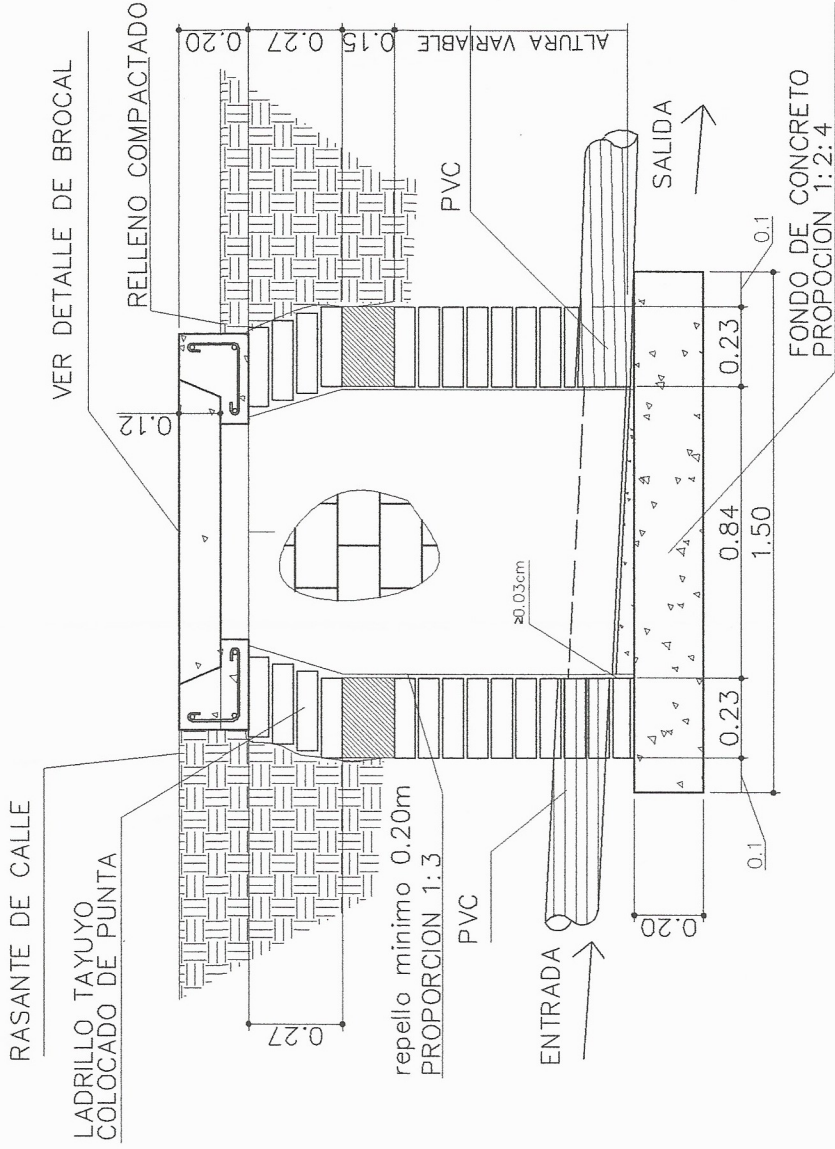 RASANTE DE CALLE
LADRILLO TAYUYO
COLOCADO DE PUNTA
VER DETALLE DE BROCAL
RELLENO COMPACTADO
0.12
0.20
0.27
0.15
ALTURA VARIABLE
0.27
repello minimo 0.20m
PROPORCION 1:3
PVC
ENTRADA
≥0.03cm
PVC
SALIDA
0.20
0.1
0.23
0.84
0.23
0.1
1.50
FONDO DE CONCRETO
PROPOCION 1:2:4